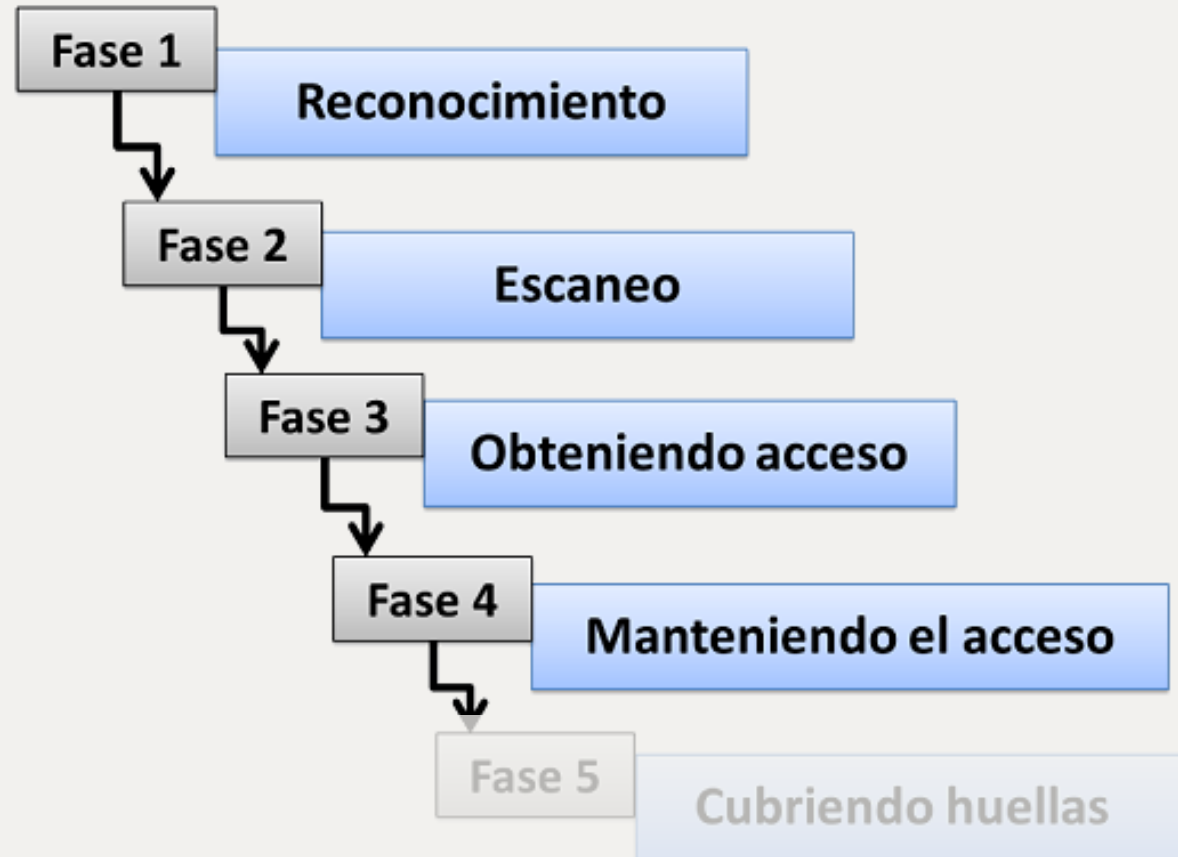 Fase 1
Reconocimiento
Fase 2
Escaneo
Fase 3
Obteniendo acceso
Fase 4
Manteniendo el acceso
Fase 5
Cubriendo huellas